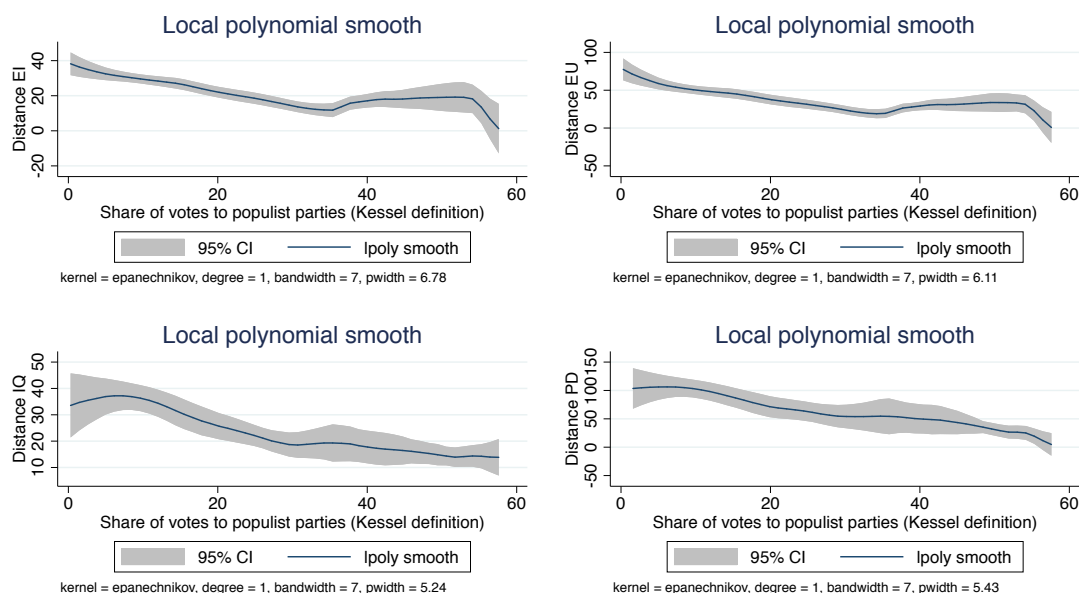 Local polynomial smooth
Distance EI
40
20
0
-20
0
20
40
60
Share of votes to populist parties (Kessel definition)
95% CI
lpoly smooth
kernel = epanechnikov, degree = 1, bandwidth = 7, pwidth = 6.78
Local polynomial smooth
Distance EU
100
50
0
-50
0
20
40
60
Share of votes to populist parties (Kessel definition)
95% CI
lpoly smooth
kernel = epanechnikov, degree = 1, bandwidth = 7, pwidth = 6.11
Local polynomial smooth
Distance IQ
50
40
30
20
10
0
20
40
60
Share of votes to populist parties (Kessel definition)
95% CI
lpoly smooth
kernel = epanechnikov, degree = 1, bandwidth = 7, pwidth = 5.24
Local polynomial smooth
Distance PD
150
100
50
0
-50
0
20
40
60
Share of votes to populist parties (Kessel definition)
95% CI
lpoly smooth
kernel = epanechnikov, degree = 1, bandwidth = 7, pwidth = 5.43